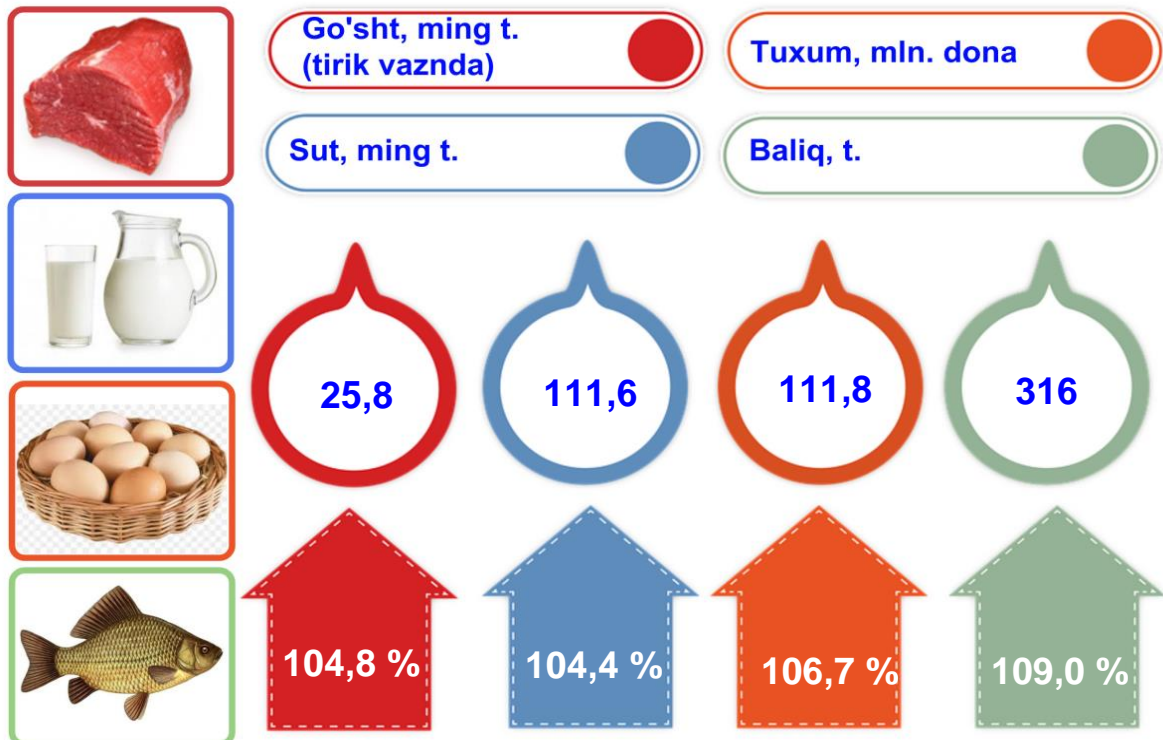 Go'sht, ming t.
(tirik vaznda)
Tuxum, mln. dona
Sut, ming t.
Baliq, t.
25,8
111,6
111,8
316
104,8 %
104,4 %
106,7 %
109,0 %